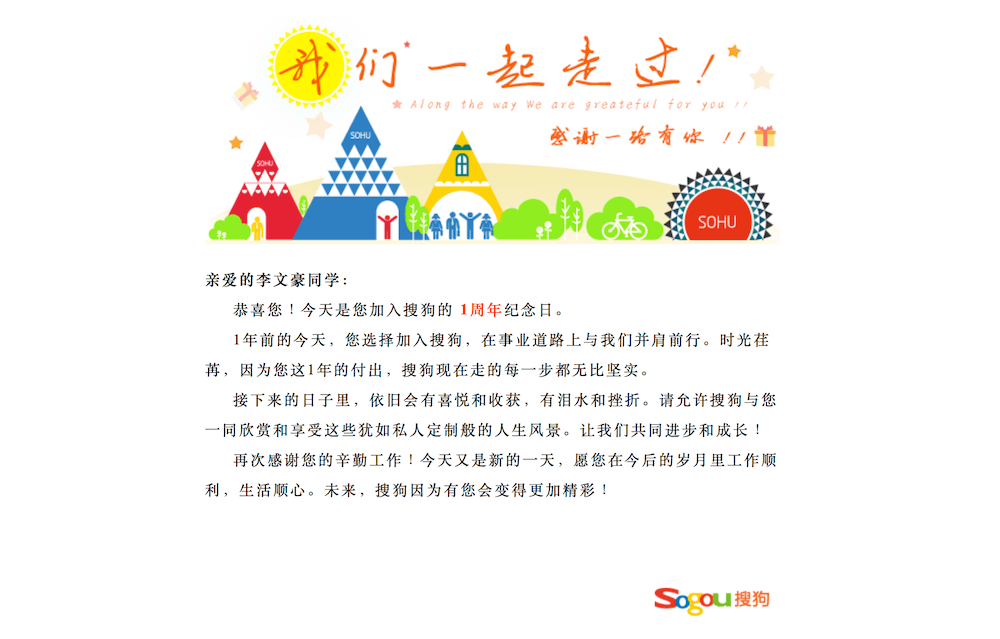 我们一起走过!
Along the way We are greateful for you !!
感谢一路有你 !!
SOHU
SOHU
SOHU
亲爱的李文豪同学：
恭喜您！今天是您加入搜狗的 1周年纪念日。
1年前的今天，您选择加入搜狗，在事业道路上与我们并肩前行。时光荏
苒，因为您这1年的付出，搜狗现在走的每一步都无比坚实。
接下来的日子里，依旧会有喜悦和收获，有泪水和挫折。请允许搜狗与您
一同欣赏和享受这些犹如私人定制般的人生风景。让我们共同进步和成长！
再次感谢您的辛勤工作！今天又是新的一天，愿您在今后的岁月里工作顺
利，生活顺心。未来，搜狗因为有您会变得更加精彩！
Sogou搜狗